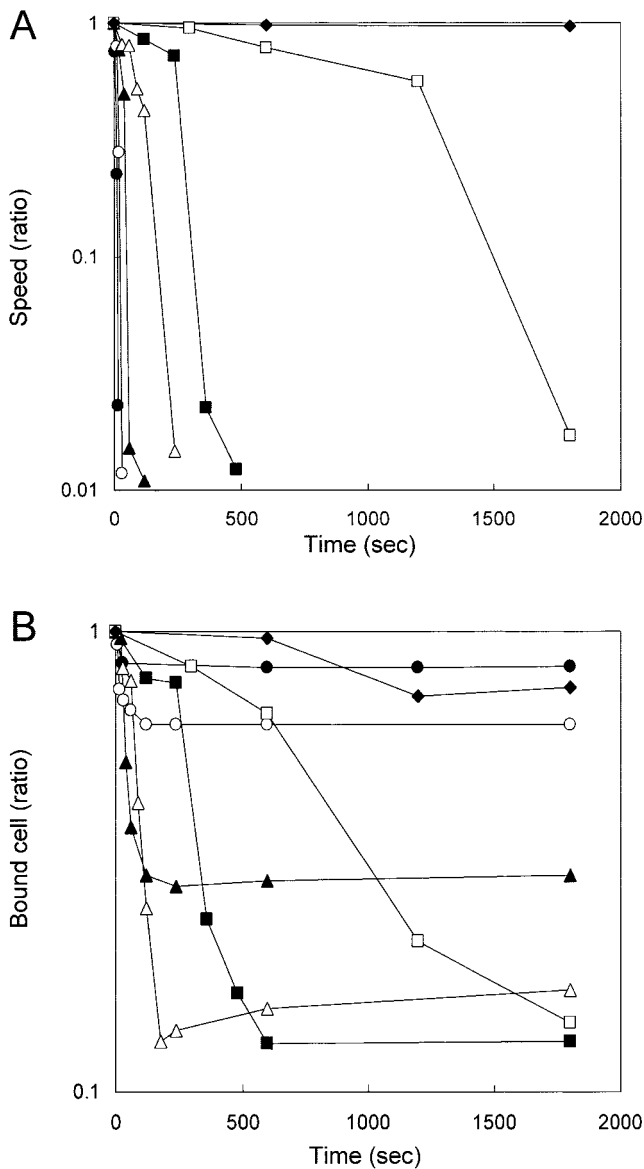 A
1
0.1
0.01
Speed (ratio)
0 500 1000 1500 2000
Time (sec)
B
1
0.1
Bound cell (ratio)
0 500 1000 1500 2000
Time (sec)